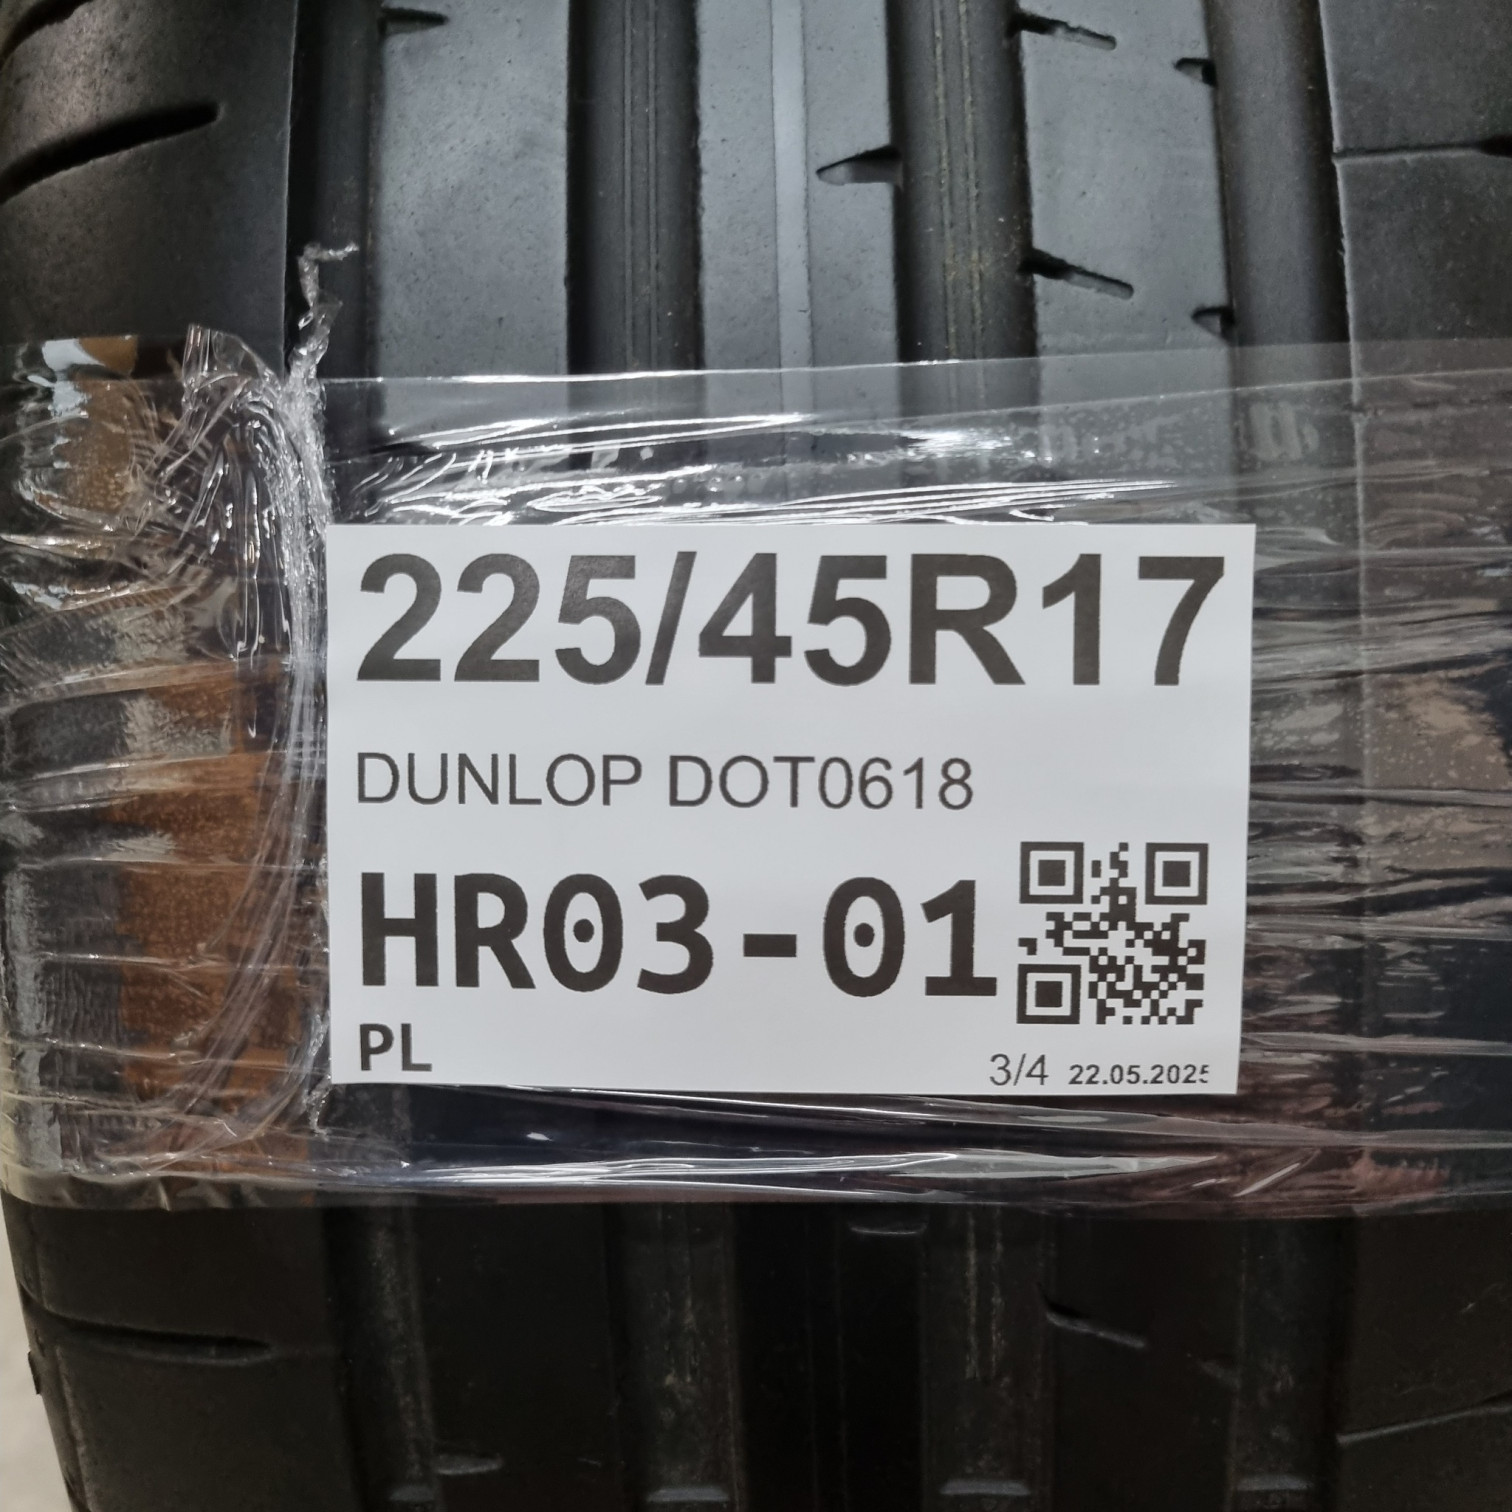 225/45R17
DUNLOP DOT0618
HR03-01
PL
3/4 22.05.2025